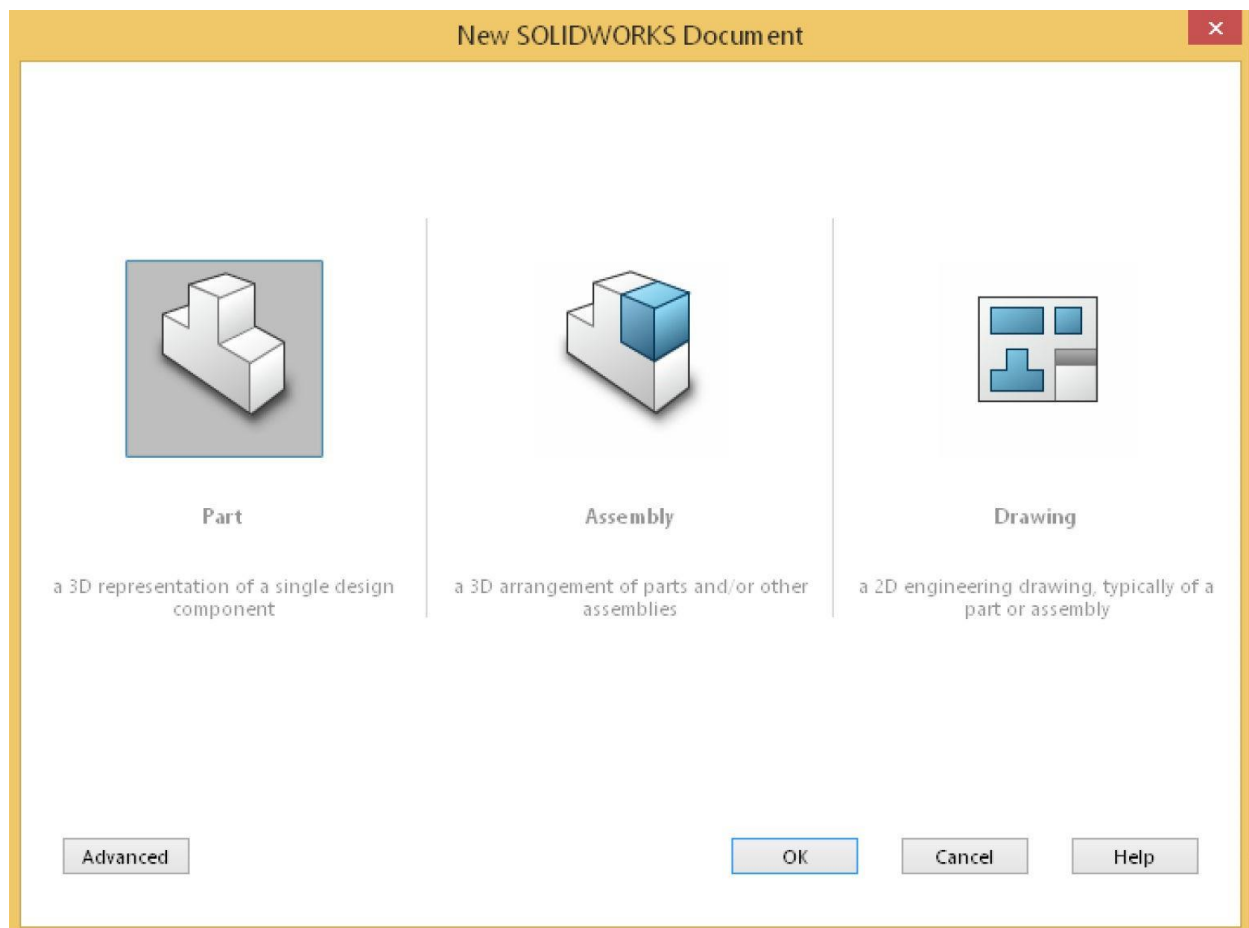 New SOLIDWORKS Document
Part
a 3D representation of a single design
component
Assembly
a 3D arrangement of parts and/or other
assemblies
Drawing
a 2D engineering drawing, typically of a
part or assembly
Advanced
OK
Cancel
Help